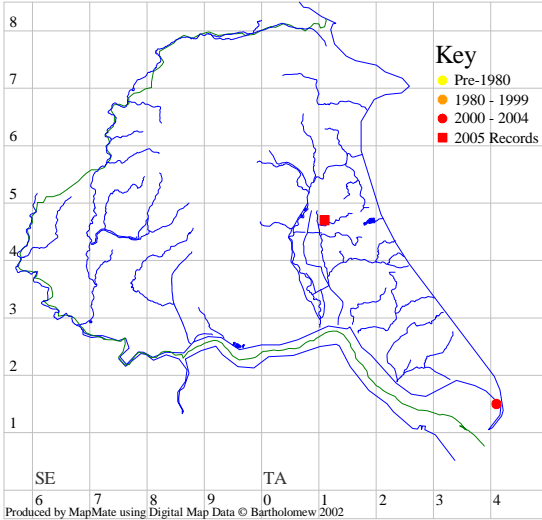 8
7
6
5
4
3
2
1
Key
Pre-1980
1980 - 1999
2000 - 2004
2005 Records
SE
TA
6 7 8 9 0 1 2 3 4
Produced by MapMate using Digital Map Data © Bartholomew 2002